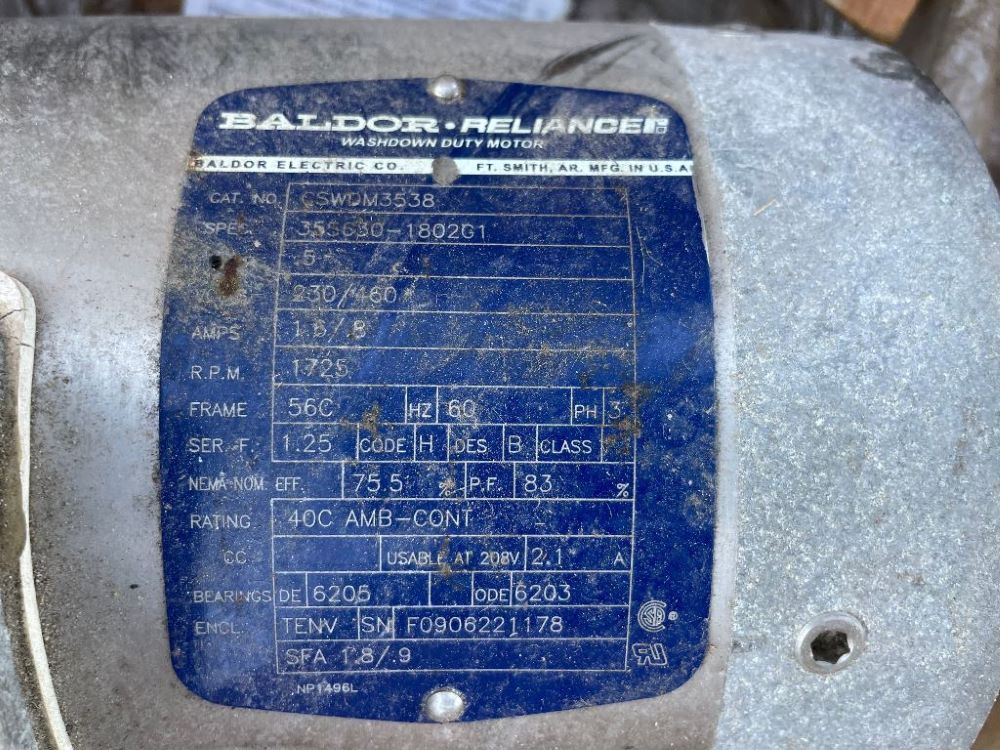 BALDOR • RELIANCER
WASHDOWN DUTY MOTOR
BALDOR ELECTRIC CO. FT. SMITH, AR. MFG. IN U.S.A
CAT. NO. CSWDM3538
SPEC. 35S630-1802G1
.5
230/460
AMPS 1.6/.8
R.P.M. 1725
FRAME 56C HZ 60 PH 3
SER. F. 1.25 CODE H DES B CLASS
NEMA NOM. EFF. 75.5 % P.F. 83 %
RATING 40C AMB-CONT
CC USABLE AT 208V 2.1 A
BEARINGS DE 6205 ODE 6203
ENCL. TENV SN F0906221178
SFA 1.8/.9
NP1496L